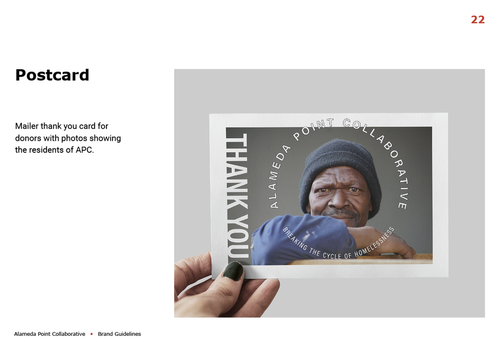 22
Postcard
Mailer thank you card for
donors with photos showing
the residents of APC.
THANK YOU
ALAMEDA POINT COLLABORATIVE
BREAKING THE CYCLE OF HOMELESSNESS
Alameda Point Collaborative • Brand Guidelines